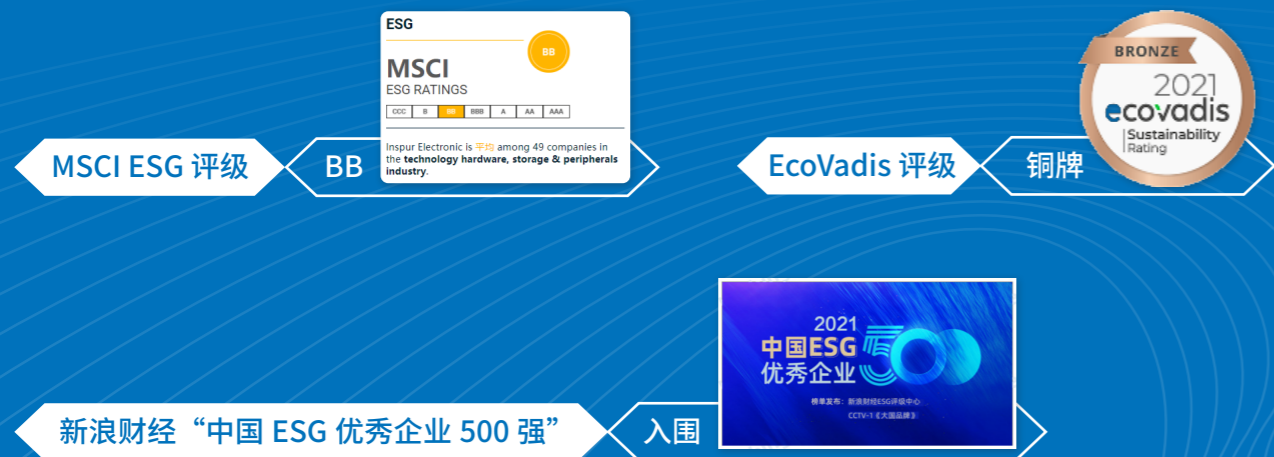 ESG
BB
MSCI
ESG RATINGS
CCC B BB BBB A AA AAA
Inspur Electronic is 平均 among 49 companies in
the technology hardware, storage & peripherals
industry.
MSCI ESG 评级
BB
BRONZE
2021
ecovadis
Sustainability
Rating
EcoVadis 评级
铜牌
2021
中国ESG
优秀企业
500
榜单发布：新浪财经ESG评级中心
CCTV-1《大国品牌》
新浪财经“中国 ESG 优秀企业 500 强”
入围